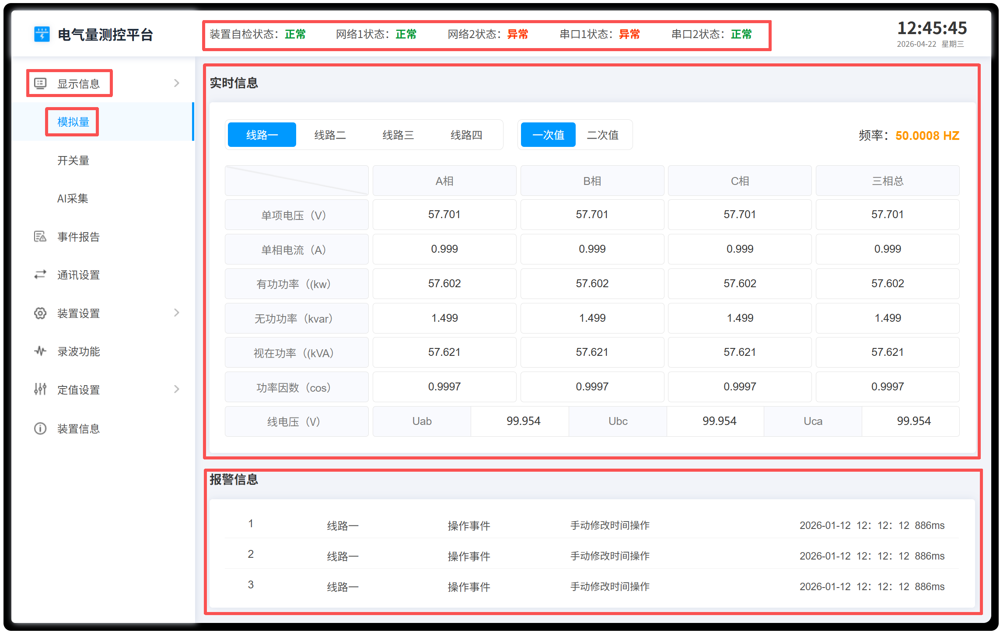 电气量测控平台
装置自检状态：正常 网络1状态：正常 网络2状态：异常 串口1状态：异常 串口2状态：正常
12:45:45
2026-04-22 星期三
显示信息
模拟量
开关量
AI采集
事件报告
通讯设置
装置设置
录波功能
定值设置
装置信息
实时信息
线路一 线路二 线路三 线路四 一次值 二次值 频率：50.0008 HZ
A相 B相 C相 三相总
单项电压（V） 57.701 57.701 57.701 57.701
单相电流（A） 0.999 0.999 0.999 0.999
有功功率（(kw） 57.602 57.602 57.602 57.602
无功功率（kvar） 1.499 1.499 1.499 1.499
视在功率（(kVA） 57.621 57.621 57.621 57.621
功率因数（cos） 0.9997 0.9997 0.9997 0.9997
线电压（V） Uab 99.954 Ubc 99.954 Uca 99.954
报警信息
1 线路一 操作事件 手动修改时间操作 2026-01-12 12：12：12 886ms
2 线路一 操作事件 手动修改时间操作 2026-01-12 12：12：12 886ms
3 线路一 操作事件 手动修改时间操作 2026-01-12 12：12：12 886ms